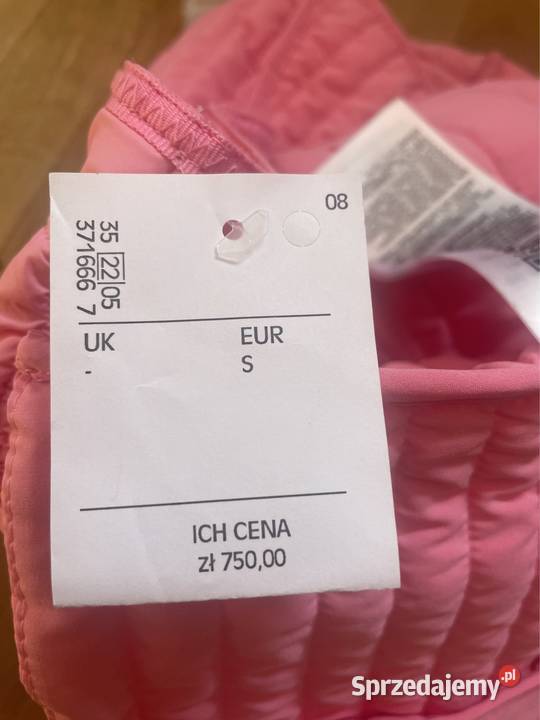 08
35 22 05
371666 7
UK EUR
- S
ICH CENA
zł 750,00
Sprzedajemy.pl